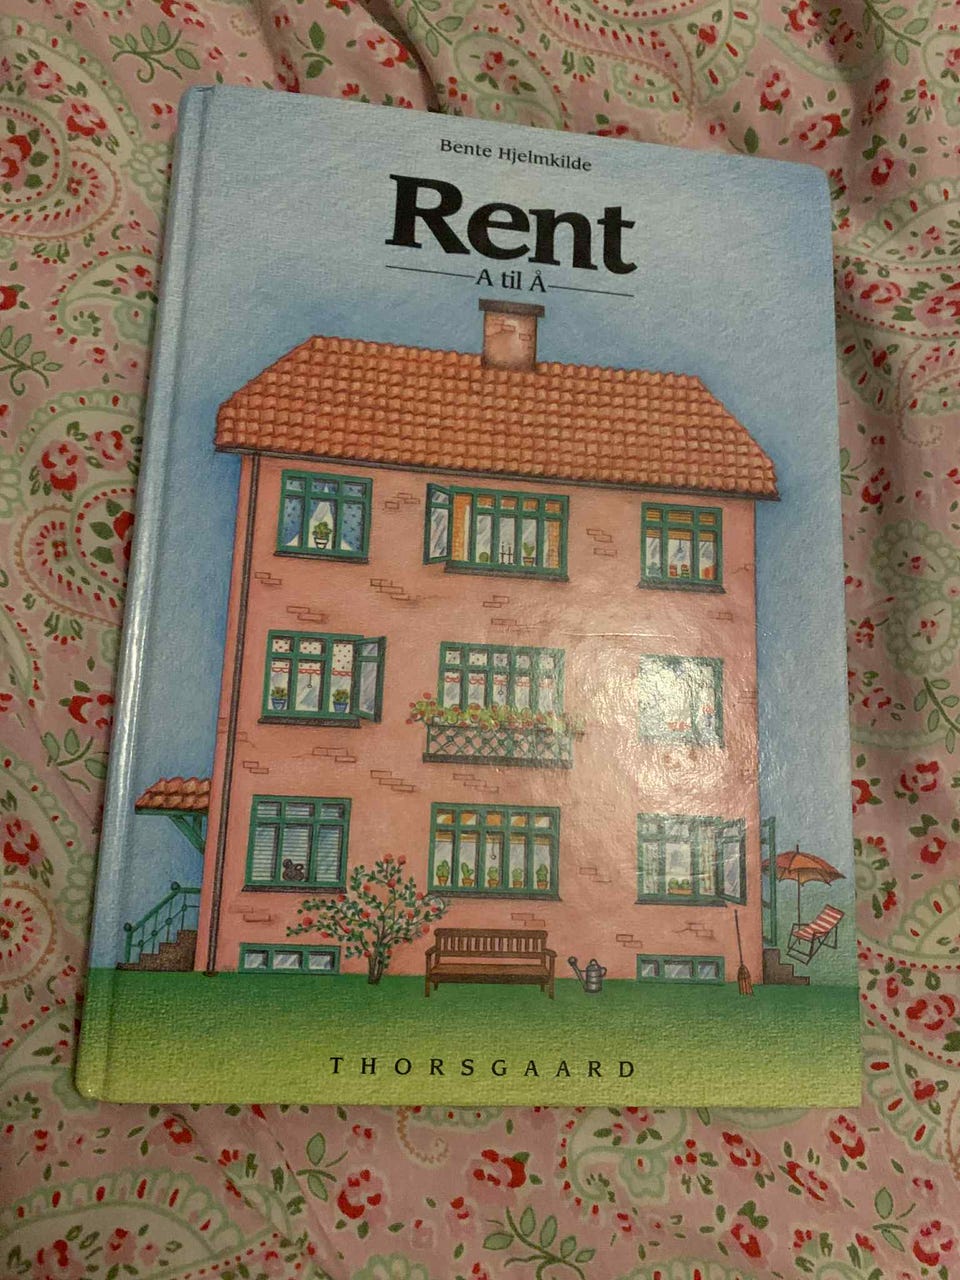 Bente Hjelmkilde
Rent
A til Å
THORSGAARD